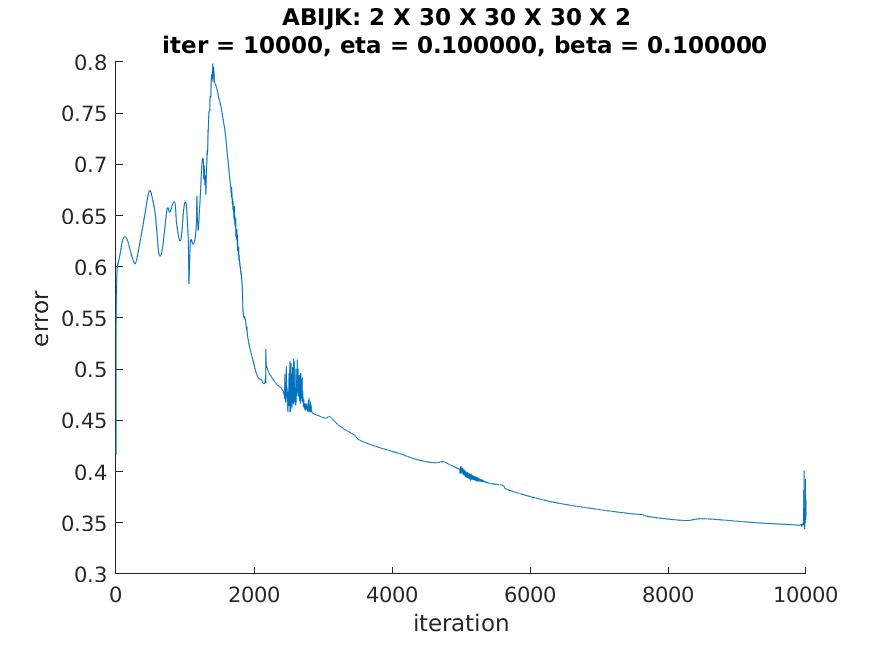 ABIJK: 2 X 30 X 30 X 30 X 2
iter = 10000, eta = 0.100000, beta = 0.100000
0.8
0.75
0.7
0.65
0.6
0.55
0.5
0.45
0.4
0.35
0.3
error
0 2000 4000 6000 8000 10000
iteration